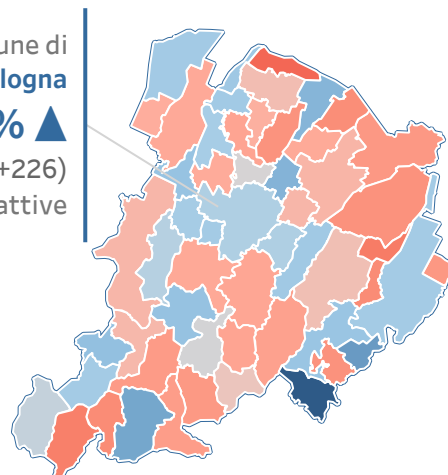 une di
logna
% ▲
+226)
attive